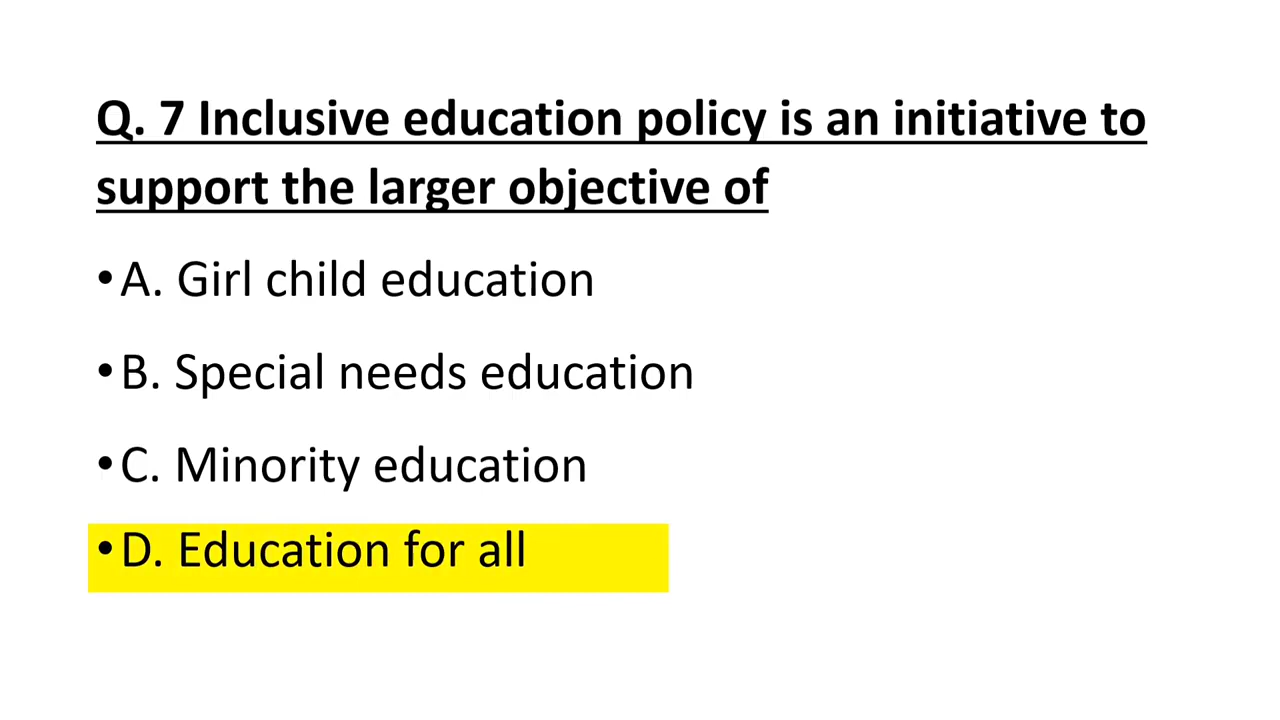 Q. 7 Inclusive education policy is an initiative to
support the larger objective of
•A. Girl child education
•B. Special needs education
•C. Minority education
•D. Education for all